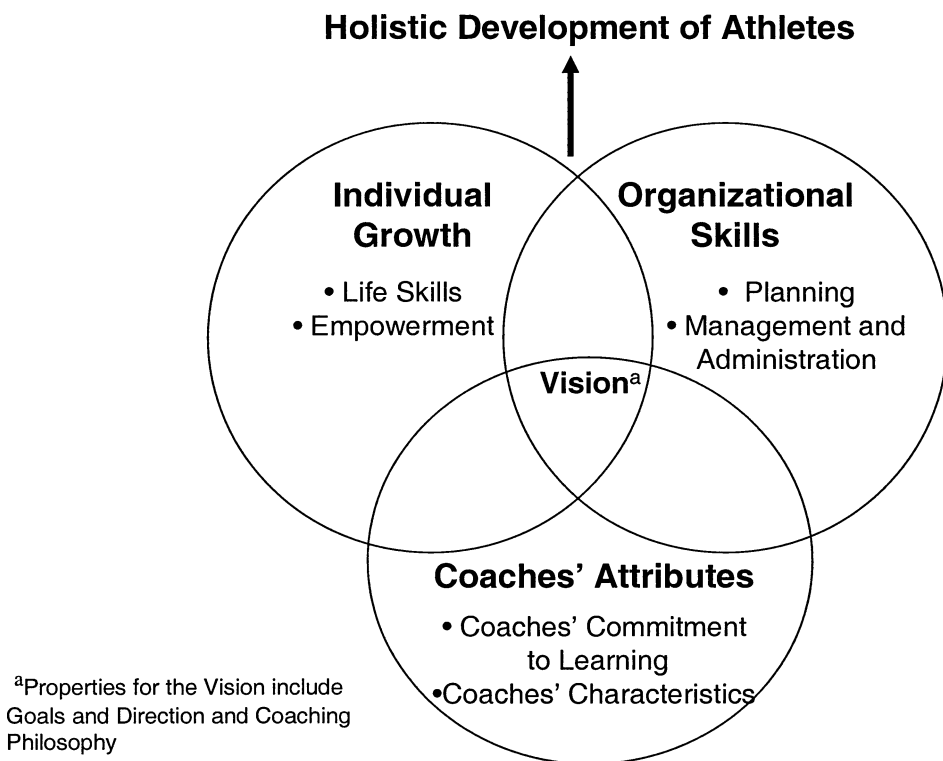 Holistic Development of Athletes
Individual
Growth
• Life Skills
• Empowerment
Organizational
Skills
• Planning
• Management and
Administration
Visionᵃ
Coaches’ Attributes
• Coaches’ Commitment
to Learning
•Coaches’ Characteristics
ᵃProperties for the Vision include
Goals and Direction and Coaching
Philosophy